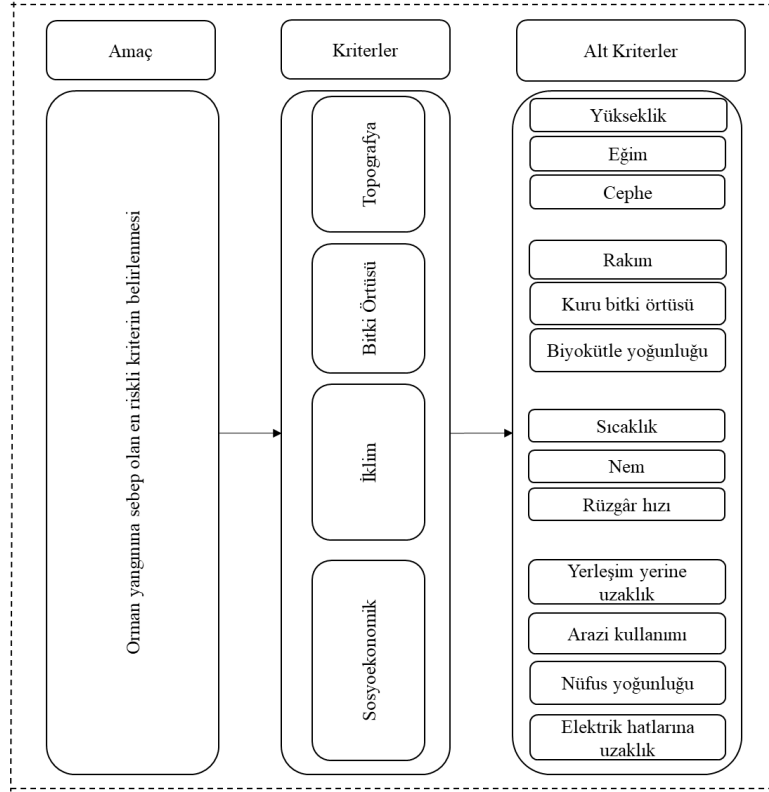 Amaç
Kriterler
Alt Kriterler
Orman yangınına sebep olan en riskli kriterin belirlenmesi
Topografya
Bitki Örtüsü
İklim
Sosyoekonomik
Yükseklik
Eğim
Cephe
Rakım
Kuru bitki örtüsü
Biyokütle yoğunluğu
Sıcaklık
Nem
Rüzgâr hızı
Yerleşim yerine
uzaklık
Arazi kullanımı
Nüfus yoğunluğu
Elektrik hatlarına
uzaklık